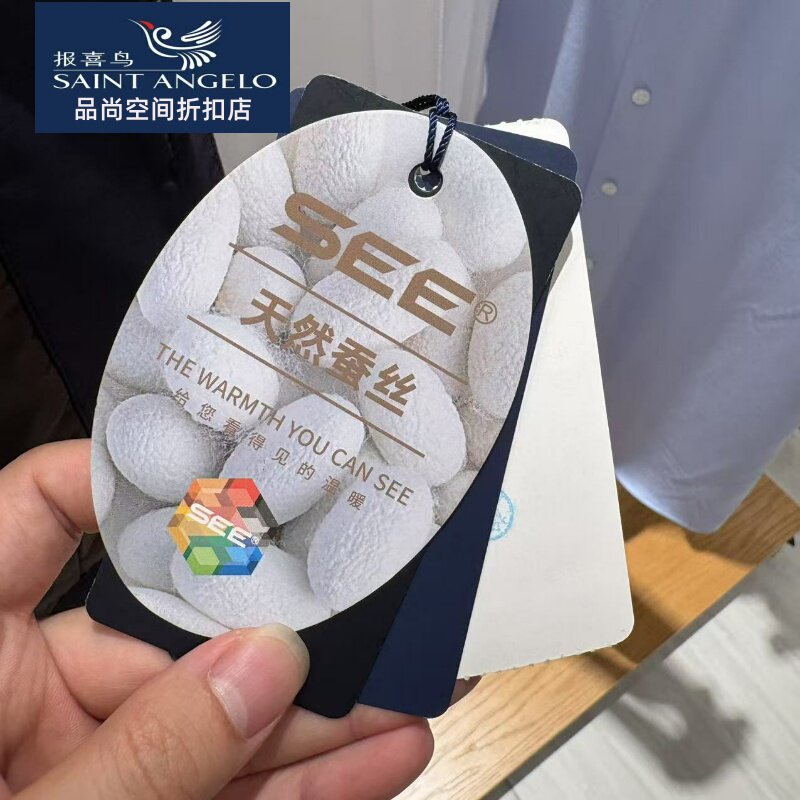 报喜鸟
SAINT ANGELO
品尚空间折扣店
SEE®
天然蚕丝
THE WARMTH YOU CAN SEE
给您看得见的温暖
SEE®